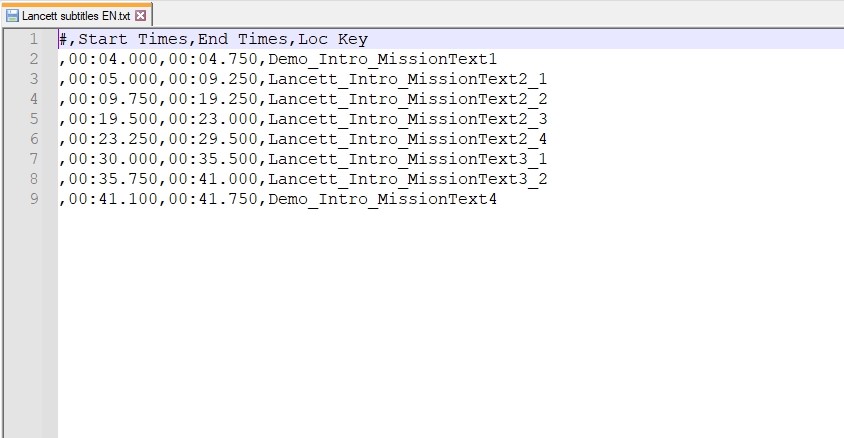 Lancett subtitles EN.txt
1 #,Start Times,End Times,Loc Key
2 ,00:04.000,00:04.750,Demo_Intro_MissionText1
3 ,00:05.000,00:09.250,Lancett_Intro_MissionText2_1
4 ,00:09.750,00:19.250,Lancett_Intro_MissionText2_2
5 ,00:19.500,00:23.000,Lancett_Intro_MissionText2_3
6 ,00:23.250,00:29.500,Lancett_Intro_MissionText2_4
7 ,00:30.000,00:35.500,Lancett_Intro_MissionText3_1
8 ,00:35.750,00:41.000,Lancett_Intro_MissionText3_2
9 ,00:41.100,00:41.750,Demo_Intro_MissionText4